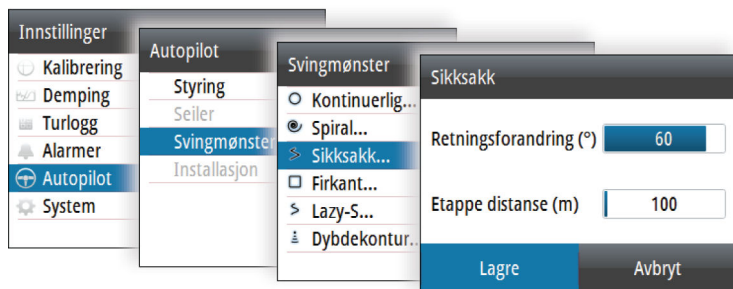 Innstillinger
Kalibrering
Demping
Turlogg
Alarmer
Autopilot
System
Autopilot
Styring
Seiler
Svingmønster
Installasjon
Svingmønster
Kontinuerlig...
Spiral...
Sikksakk...
Firkant...
Lazy-S...
Dybdekontur..
Sikksakk
Retningsforandring (°) 60
Etappe distanse (m) 100
Lagre Avbryt